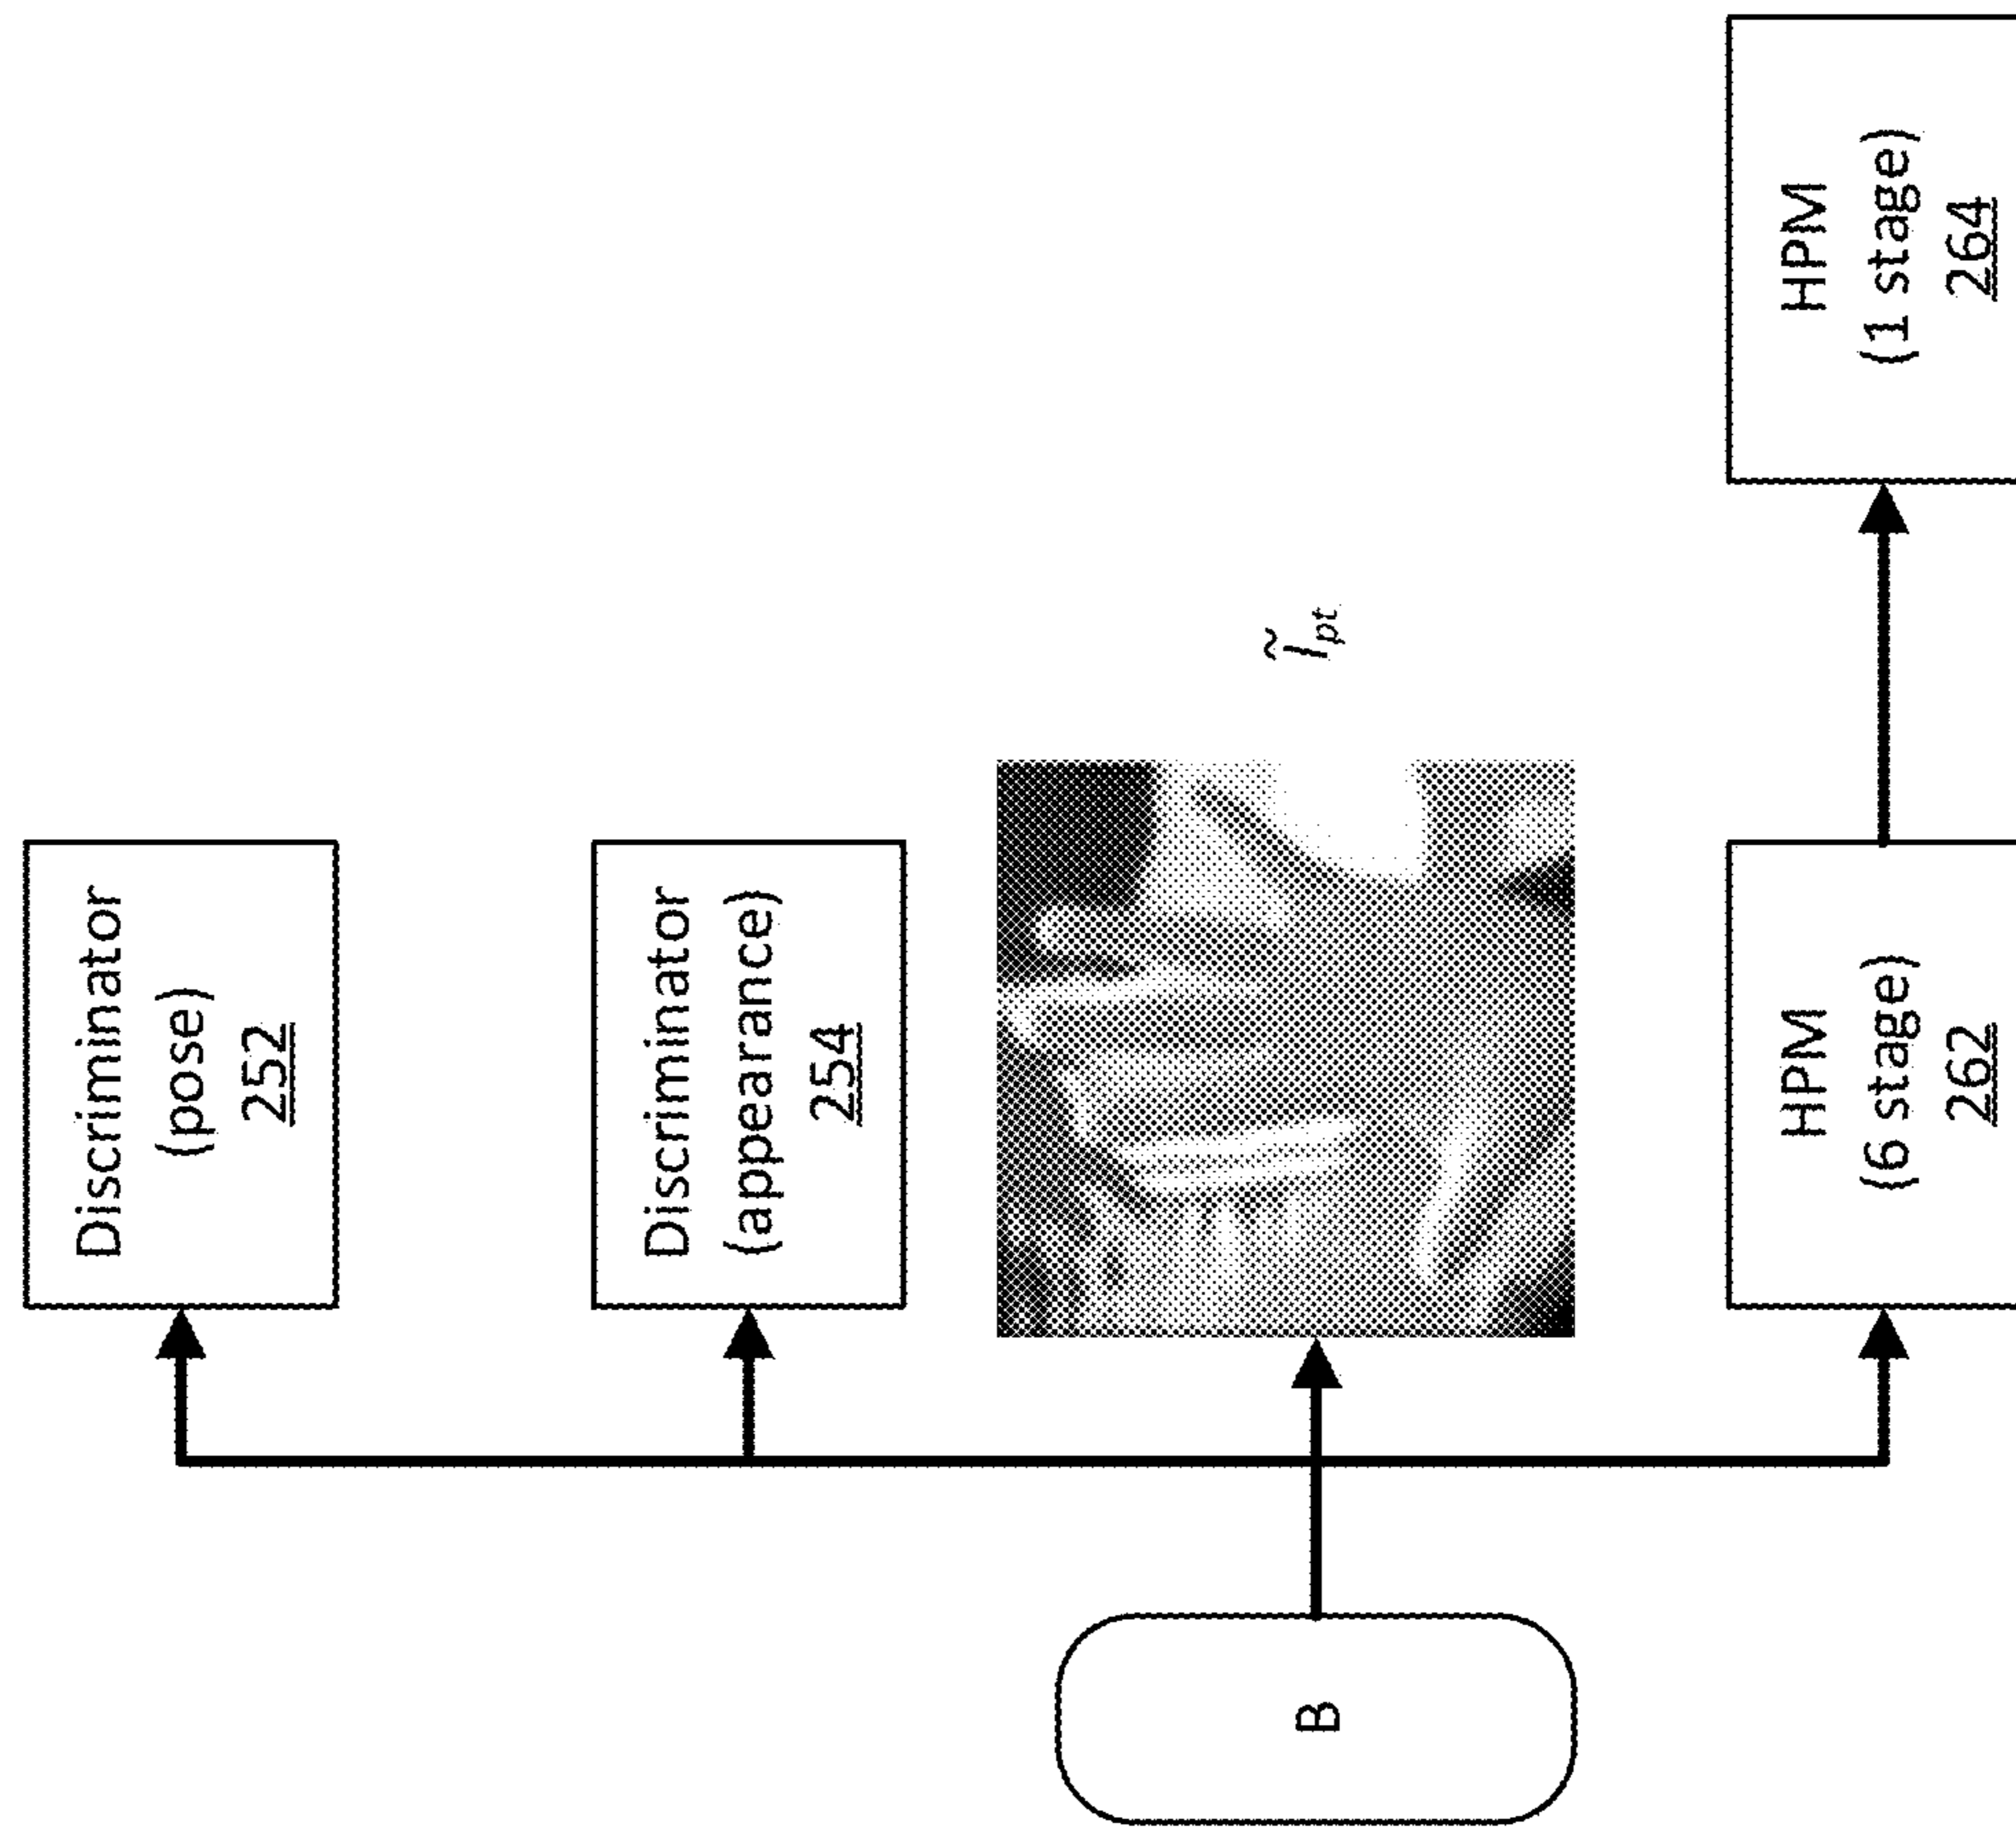 Discriminator
(pose)
252
Discriminator
(appearance)
254
Ĩpt
HPM
(6 stage)
262
HPM
(1 stage)
264
B